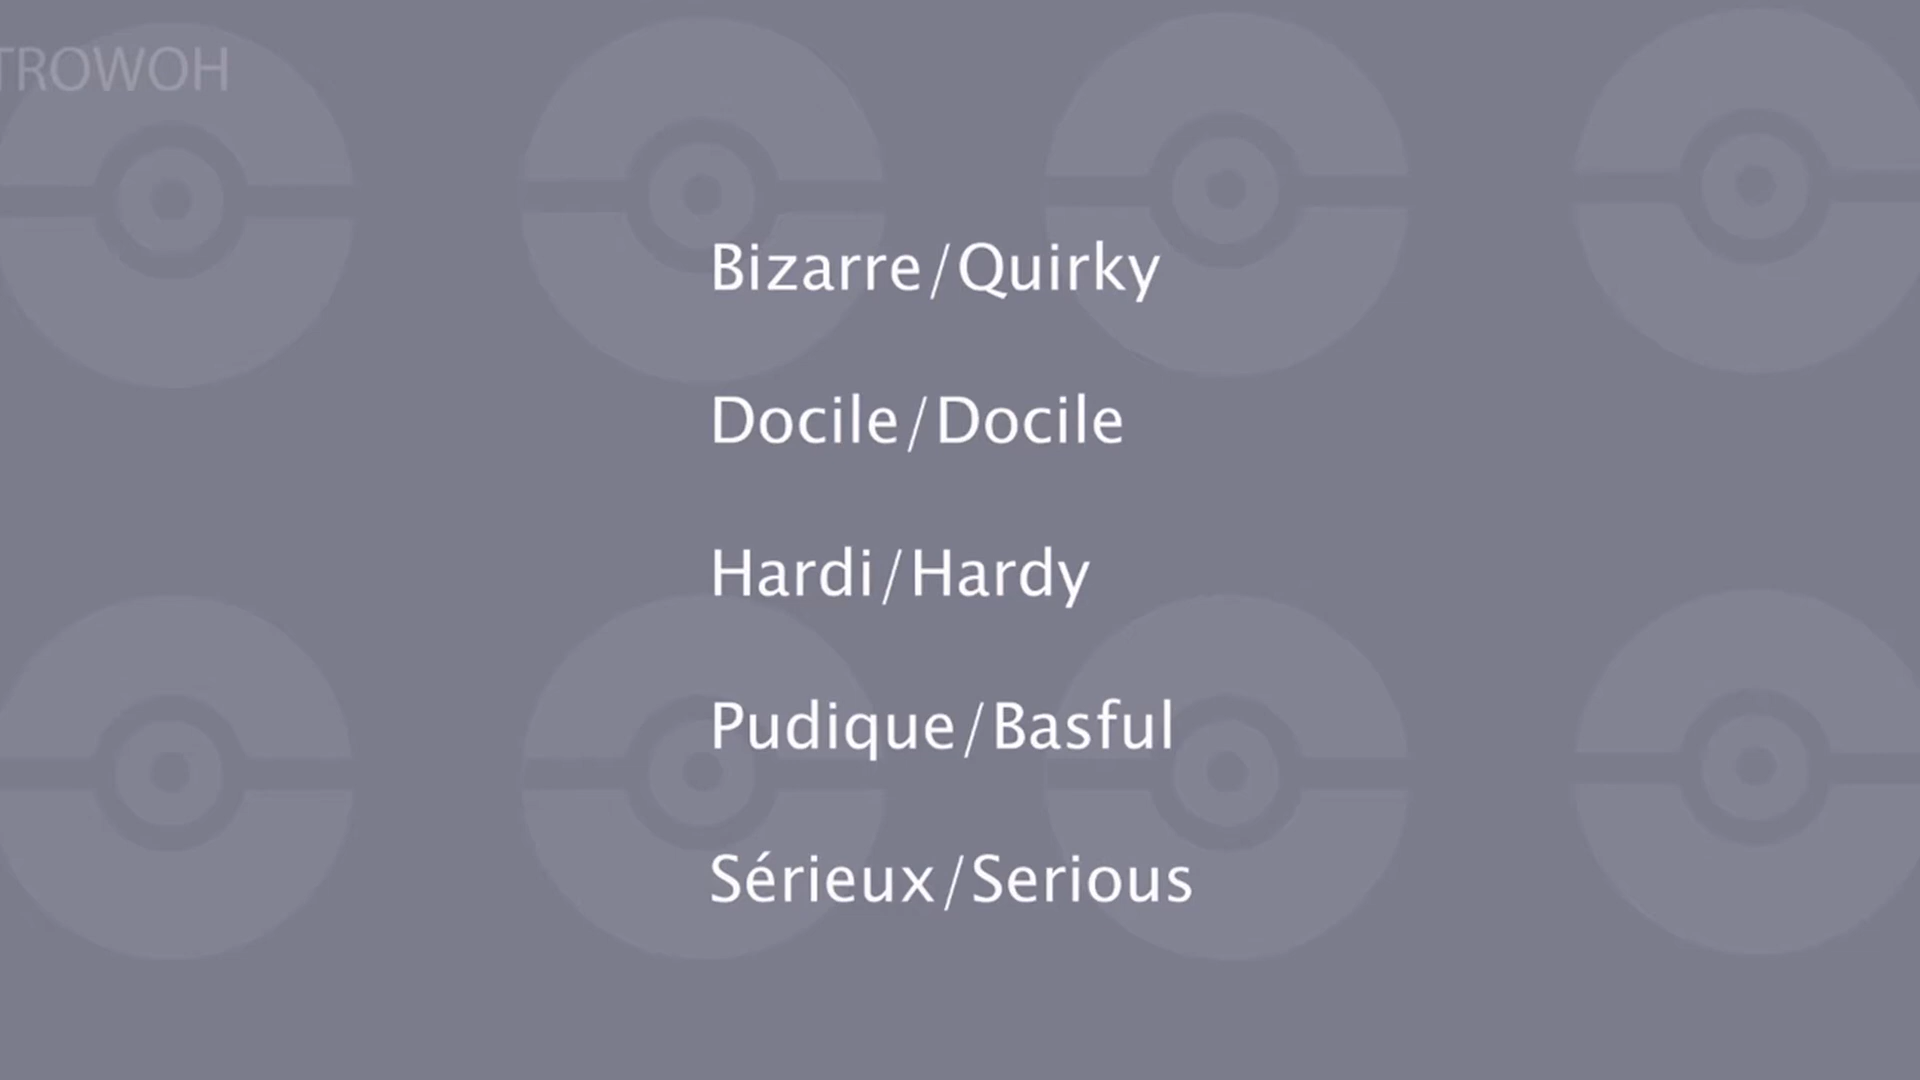 TROWOH
Bizarre/Quirky
Docile/Docile
Hardi/Hardy
Pudique/Basful
Sérieux/Serious